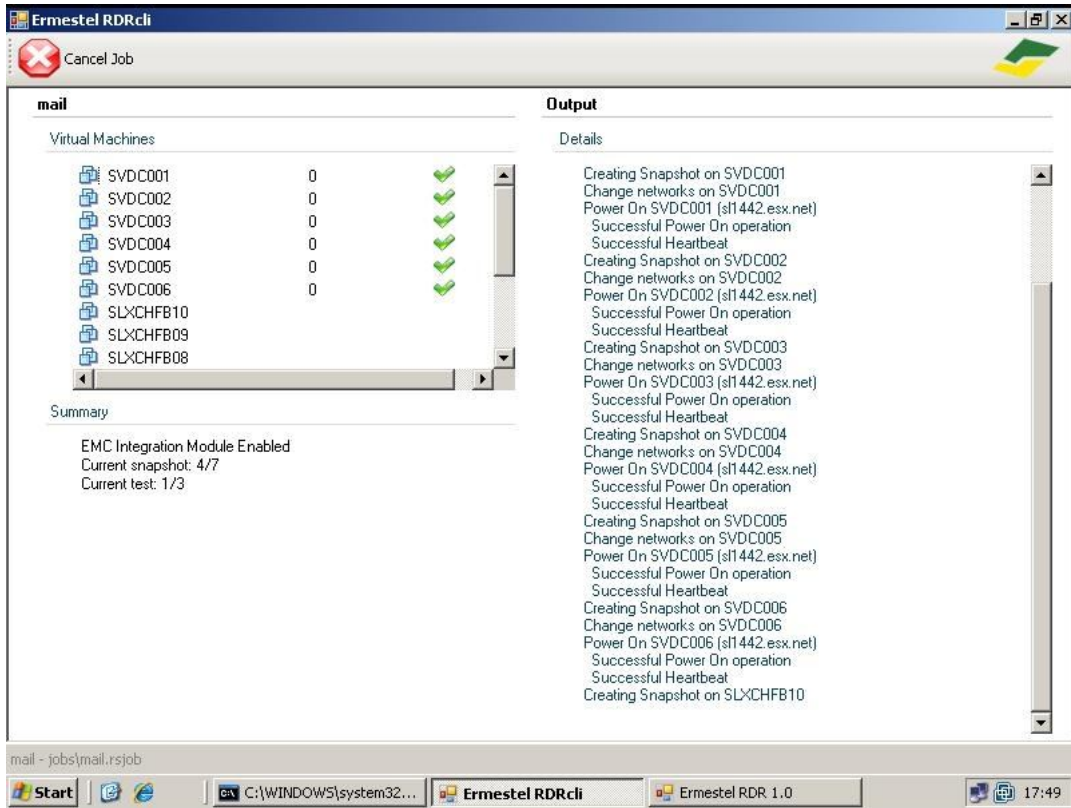 Ermestel RDRcli
Cancel Job
mail
Virtual Machines
SVDC001 0
SVDC002 0
SVDC003 0
SVDC004 0
SVDC005 0
SVDC006 0
SLXCHFB10
SLXCHFB09
SLXCHFB08
Summary
EMC Integration Module Enabled
Current snapshot: 4/7
Current test: 1/3
Output
Details
Creating Snapshot on SVDC001
Change networks on SVDC001
Power On SVDC001 (sl1442.esx.net)
Successful Power On operation
Successful Heartbeat
Creating Snapshot on SVDC002
Change networks on SVDC002
Power On SVDC002 (sl1442.esx.net)
Successful Power On operation
Successful Heartbeat
Creating Snapshot on SVDC003
Change networks on SVDC003
Power On SVDC003 (sl1442.esx.net)
Successful Power On operation
Successful Heartbeat
Creating Snapshot on SVDC004
Change networks on SVDC004
Power On SVDC004 (sl1442.esx.net)
Successful Power On operation
Successful Heartbeat
Creating Snapshot on SVDC005
Change networks on SVDC005
Power On SVDC005 (sl1442.esx.net)
Successful Power On operation
Successful Heartbeat
Creating Snapshot on SVDC006
Change networks on SVDC006
Power On SVDC006 (sl1442.esx.net)
Successful Power On operation
Successful Heartbeat
Creating Snapshot on SLXCHFB10
mail - jobs\mail.rsjob
Start C:\WINDOWS\system32... Ermestel RDRcli Ermestel RDR 1.0 17:49